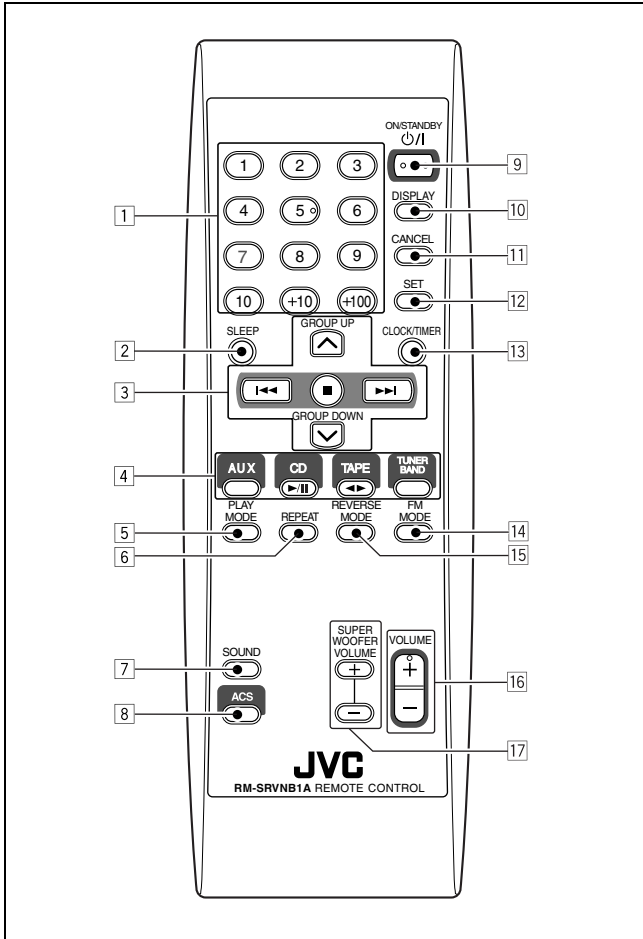 ON/STANDBY
⏻/I
1 2 3
9
DISPLAY
1
4 5 6
10
CANCEL
7 8 9
11
SET
10 +10 +100
12
SLEEP
GROUP UP
CLOCK/TIMER
2
13
3
GROUP DOWN
4
AUX
CD
TAPE
TUNER
BAND
PLAY
MODE
REPEAT
REVERSE
MODE
FM
MODE
5
14
6
15
SUPER
WOOFER
VOLUME
VOLUME
SOUND
+
+
7
16
ACS
−
−
8
17
JVC
RM-SRVNB1A REMOTE CONTROL